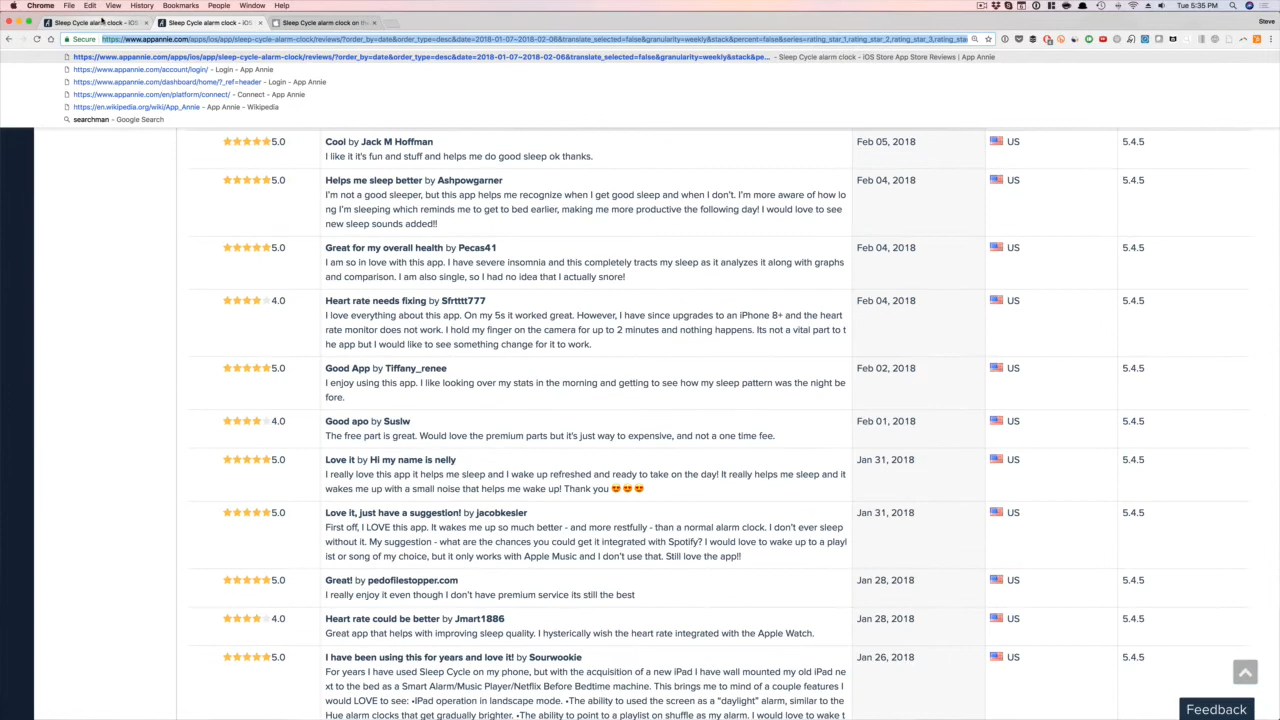 Chrome File Edit View History Bookmarks People Window Help
Tue 5:35 PM
Sleep Cycle alarm clock - iOS
Sleep Cycle alarm clock - iOS
Sleep Cycle alarm clock on the
Steve
Secure https://www.appannie.com/apps/ios/app/sleep-cycle-alarm-clock/reviews/?order_by=date&order_type=desc&date=2018-01-07~2018-02-06&translate_selected=false&granularity=weekly&stack&percent=false&series=rating_star_1,rating_star_2,rating_star_3,rating_star
https://www.appannie.com/apps/ios/app/sleep-cycle-alarm-clock/reviews/?order_by=date&order_type=desc&date=2018-01-07~2018-02-06&translate_selected=false&granularity=weekly&stack&pe... - Sleep Cycle alarm clock - iOS Store App Store Reviews | App Annie
https://www.appannie.com/account/login/ - Login - App Annie
https://www.appannie.com/dashboard/home/?_ref=header - Login - App Annie
https://www.appannie.com/en/platform/connect/ - Connect - App Annie
https://en.wikipedia.org/wiki/App_Annie - App Annie - Wikipedia
searchman - Google Search
5.0 Cool by Jack M Hoffman Feb 05, 2018 US 5.4.5
I like it it's fun and stuff and helps me do good sleep ok thanks.
5.0 Helps me sleep better by Ashpowgarner Feb 04, 2018 US 5.4.5
I'm not a good sleeper, but this app helps me recognize when I get good sleep and when I don't. I'm more aware of how lo
ng I'm sleeping which reminds me to get to bed earlier, making me more productive the following day! I would love to see
new sleep sounds added!!
5.0 Great for my overall health by Pecas41 Feb 04, 2018 US 5.4.5
I am so in love with this app. I have severe insomnia and this completely tracts my sleep as it analyzes it along with graphs
and comparison. I am also single, so I had no idea that I actually snore!
4.0 Heart rate needs fixing by Sfrtttt777 Feb 04, 2018 US 5.4.5
I love everything about this app. On my 5s it worked great. However, I have since upgrades to an iPhone 8+ and the heart
rate monitor does not work. I hold my finger on the camera for up to 2 minutes and nothing happens. Its not a vital part to t
he app but I would like to see something change for it to work.
5.0 Good App by Tiffany_renee Feb 02, 2018 US 5.4.5
I enjoy using this app. I like looking over my stats in the morning and getting to see how my sleep pattern was the night be
fore.
4.0 Good apo by Suslw Feb 01, 2018 US 5.4.5
The free part is great. Would love the premium parts but it's just way to expensive, and not a one time fee.
5.0 Love it by Hi my name is nelly Jan 31, 2018 US 5.4.5
I really love this app it helps me sleep and I wake up refreshed and ready to take on the day! It really helps me sleep and it
wakes me up with a small noise that helps me wake up! Thank you 😍😍😍
5.0 Love it, just have a suggestion! by jacobkesler Jan 31, 2018 US 5.4.5
First off, I LOVE this app. It wakes me up so much better - and more restfully - than a normal alarm clock. I don't ever sleep
without it. My suggestion - what are the chances you could get it integrated with Spotify? I would love to wake up to a playl
ist or song of my choice, but it only works with Apple Music and I don't use that. Still love the app!!
5.0 Great! by pedofilestopper.com Jan 28, 2018 US 5.4.5
I really enjoy it even though I don't have premium service its still the best
4.0 Heart rate could be better by Jmart1886 Jan 28, 2018 US 5.4.5
Great app that helps with improving sleep quality. I hysterically wish the heart rate integrated with the Apple Watch.
5.0 I have been using this for years and love it! by Sourwookie Jan 26, 2018 US 5.4.5
For years I have used Sleep Cycle on my phone, but with the acquisition of a new iPad I have wall mounted my old iPad ne
xt to the bed as a Smart Alarm/Music Player/Netflix Before Bedtime machine. This brings me to mind of a couple features I
would LOVE to see: •IPad operation in landscape mode. •The ability to used the screen as a "daylight" alarm, similar to the
Hue alarm clocks that get gradually brighter. •The ability to point to a playlist on shuffle as my alarm. I would love to wake t
Feedback